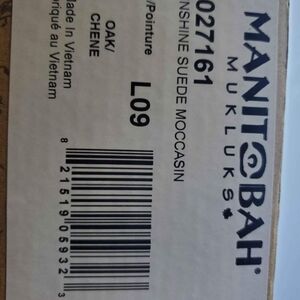 MANITOBAH
MUKLUKS
027161
NSHINE SUEDE MOCCASIN
/Pointure
L09
OAK/
CHENE
ade In Vietnam
riqué au Vietnam
8 21519 05932 3